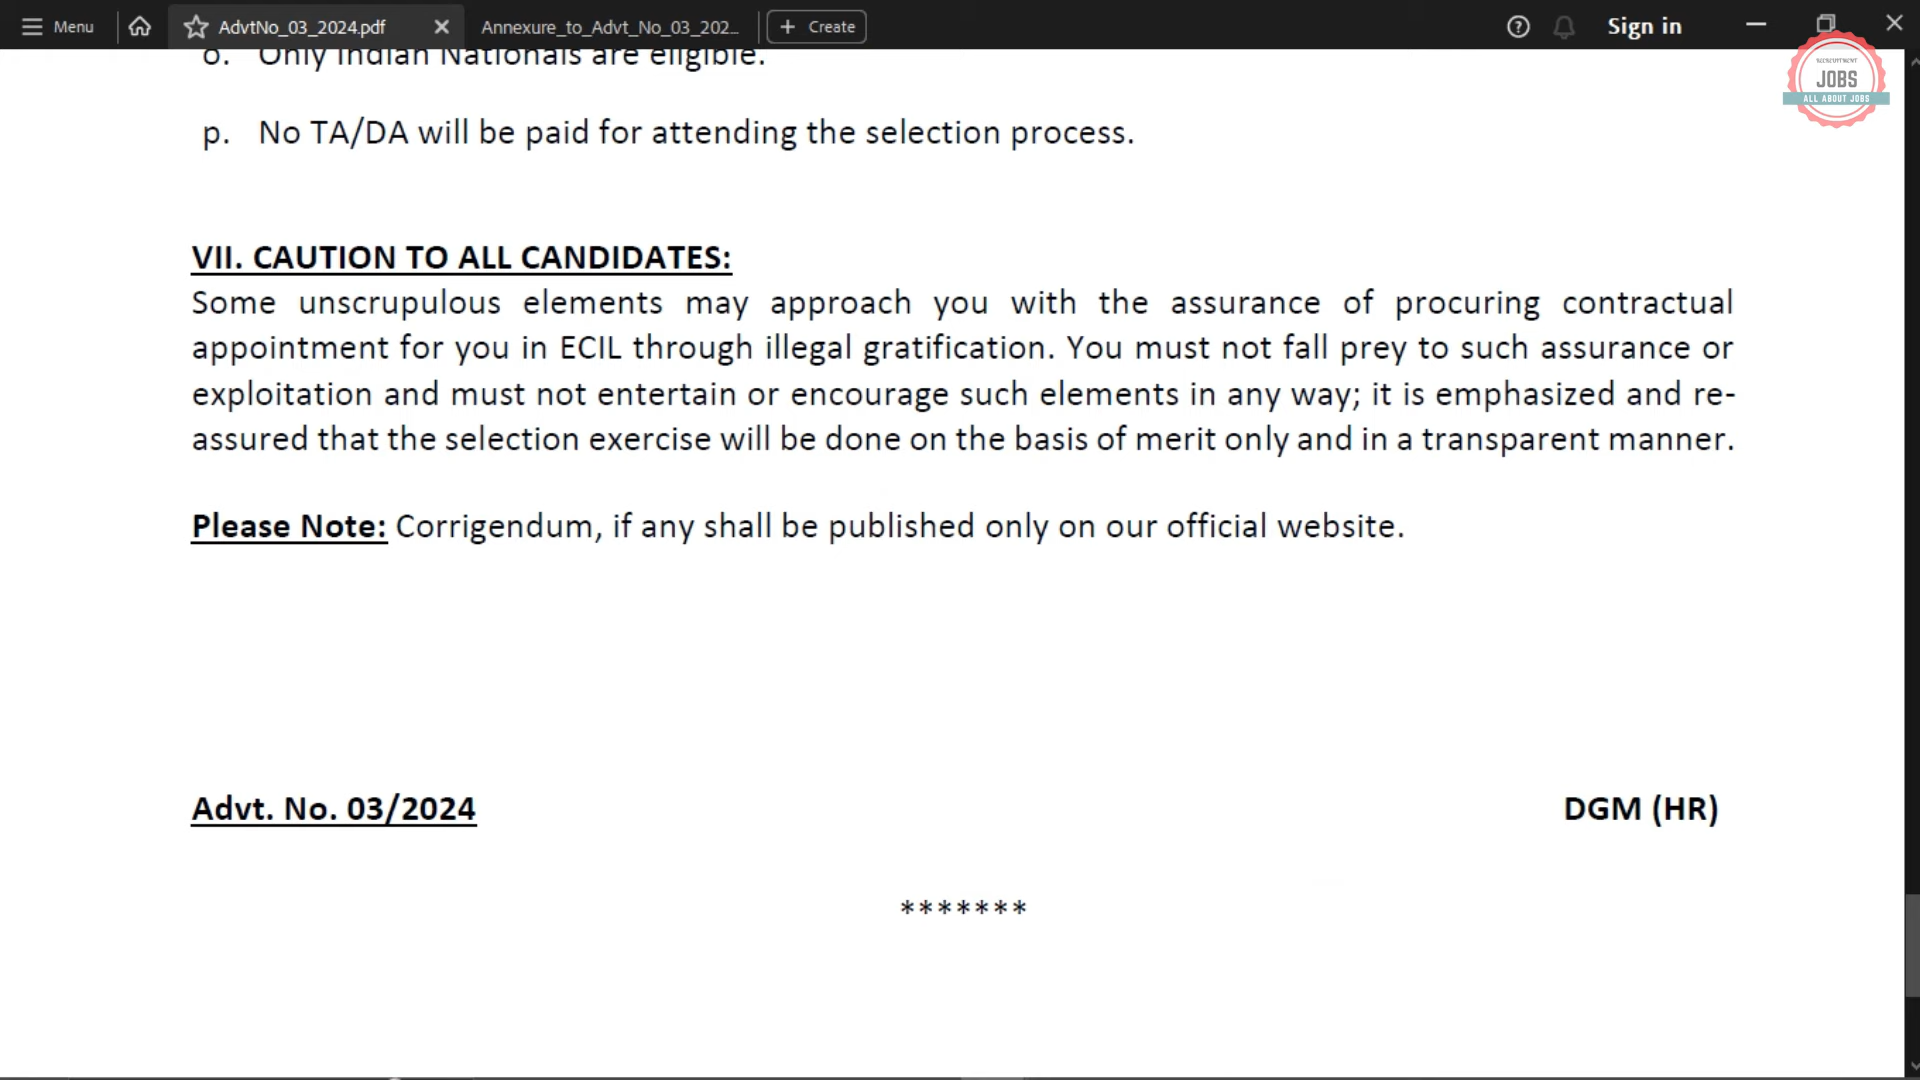 Menu
AdvtNo_03_2024.pdf
Annexure_to_Advt_No_03_202...
+ Create
Sign in
RECRUITMENT
JOBS
ALL ABOUT JOBS
o. Only Indian Nationals are eligible.
p. No TA/DA will be paid for attending the selection process.
VII. CAUTION TO ALL CANDIDATES:
Some unscrupulous elements may approach you with the assurance of procuring contractual
appointment for you in ECIL through illegal gratification. You must not fall prey to such assurance or
exploitation and must not entertain or encourage such elements in any way; it is emphasized and re-
assured that the selection exercise will be done on the basis of merit only and in a transparent manner.
Please Note: Corrigendum, if any shall be published only on our official website.
Advt. No. 03/2024
DGM (HR)
*******